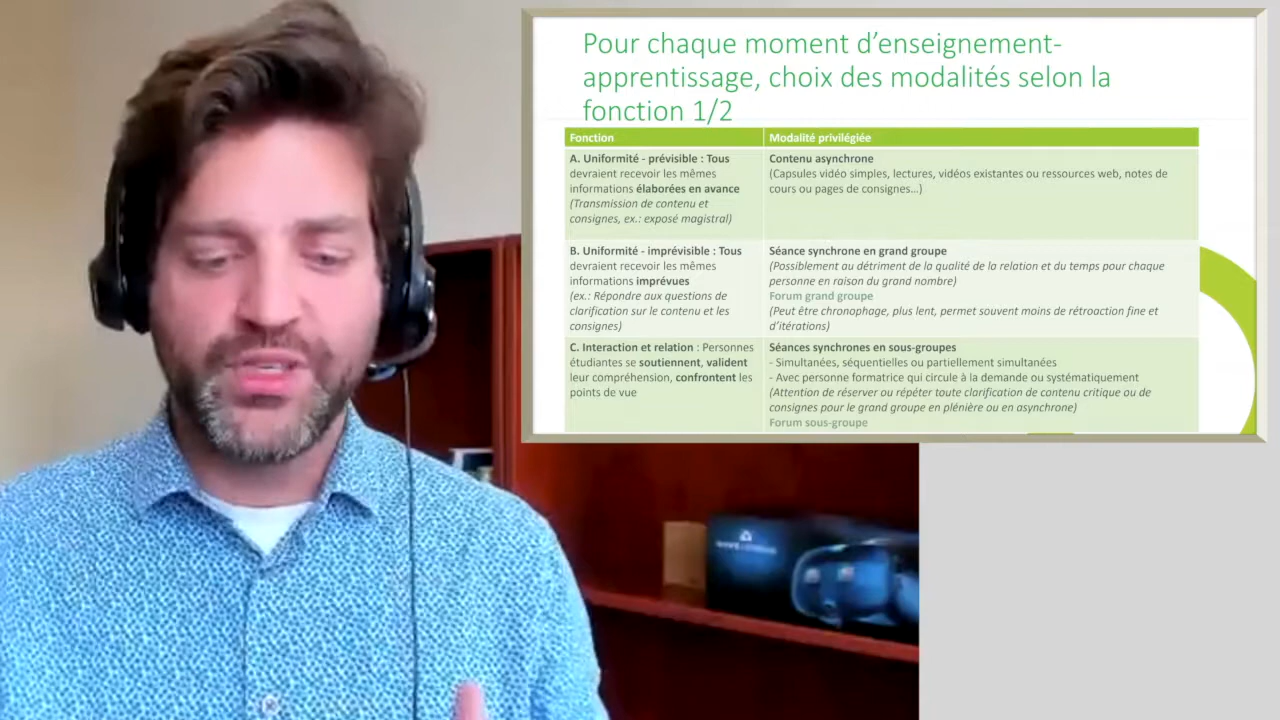 Pour chaque moment d'enseignement-
apprentissage, choix des modalités selon la
fonction 1/2
Fonction
Modalité privilégiée
A. Uniformité - prévisible : Tous
devraient recevoir les mêmes
informations élaborées en avance
(Transmission de contenu et
consignes, ex.: exposé magistral)
Contenu asynchrone
(Capsules vidéo simples, lectures, vidéos existantes ou ressources web, notes de
cours ou pages de consignes…)
B. Uniformité - imprévisible : Tous
devraient recevoir les mêmes
informations imprévues
(ex.: Répondre aux questions de
clarification sur le contenu et les
consignes)
Séance synchrone en grand groupe
(Possiblement au détriment de la qualité de la relation et du temps pour chaque
personne en raison du grand nombre)
Forum grand groupe
(Peut être chronophage, plus lent, permet souvent moins de rétroaction fine et
d'itérations)
C. Interaction et relation : Personnes
étudiantes se soutiennent, valident
leur compréhension, confrontent les
points de vue
Séances synchrones en sous-groupes
- Simultanées, séquentielles ou partiellement simultanées
- Avec personne formatrice qui circule à la demande ou systématiquement
(Attention de réserver ou répéter toute clarification de contenu critique ou de
consignes pour le grand groupe en plénière ou en asynchrone)
Forum sous-groupe